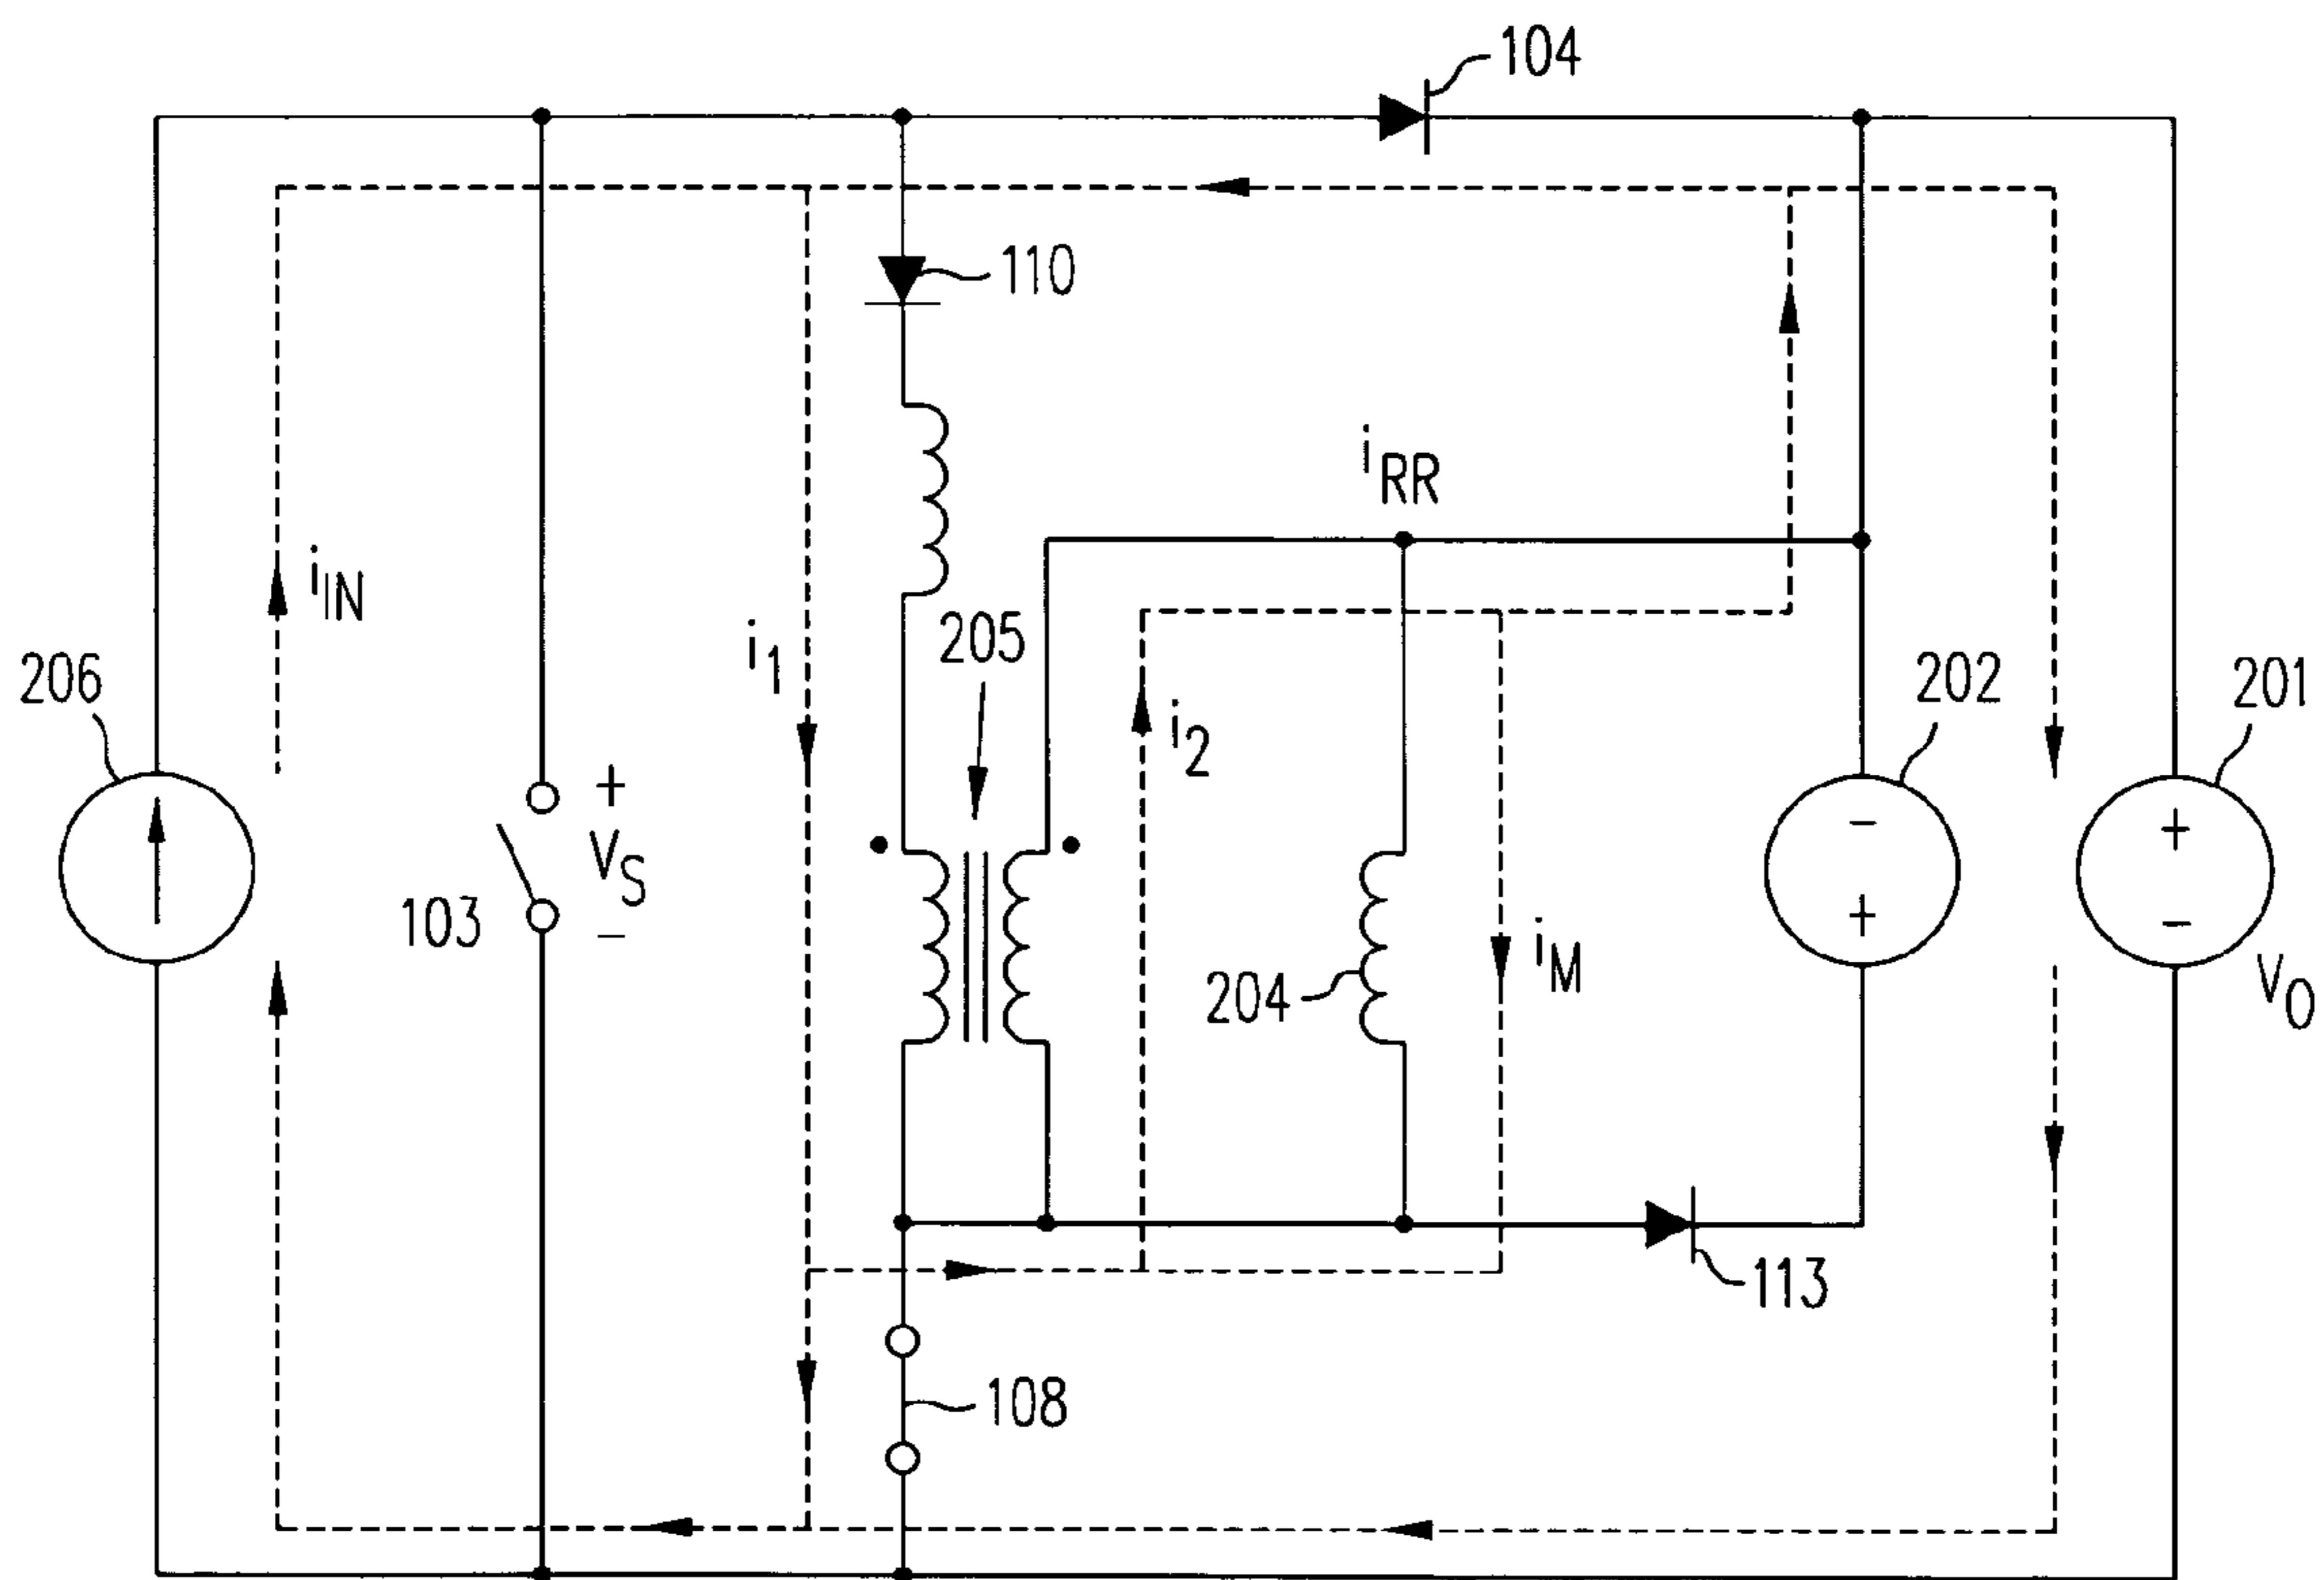 104
110
i_RR
i_IN
205
i_1
206
202
201
i_2
+
V_S
−
103
−
+
+
−
i_M
204
V_O
113
108